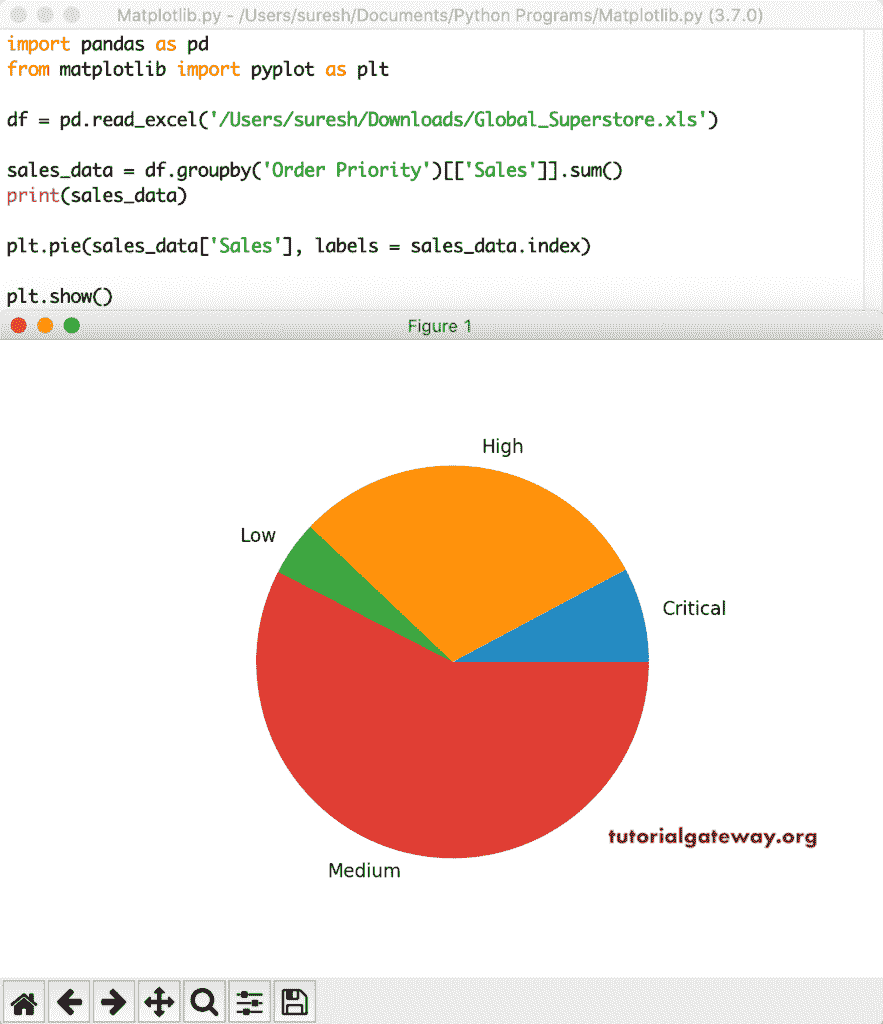 Matplotlib.py - /Users/suresh/Documents/Python Programs/Matplotlib.py (3.7.0)
import pandas as pd
from matplotlib import pyplot as plt
df = pd.read_excel('/Users/suresh/Downloads/Global_Superstore.xls')
sales_data = df.groupby('Order Priority')[['Sales']].sum()
print(sales_data)
plt.pie(sales_data['Sales'], labels = sales_data.index)
plt.show()
Figure 1
High
Low
Critical
tutorialgateway.org
Medium